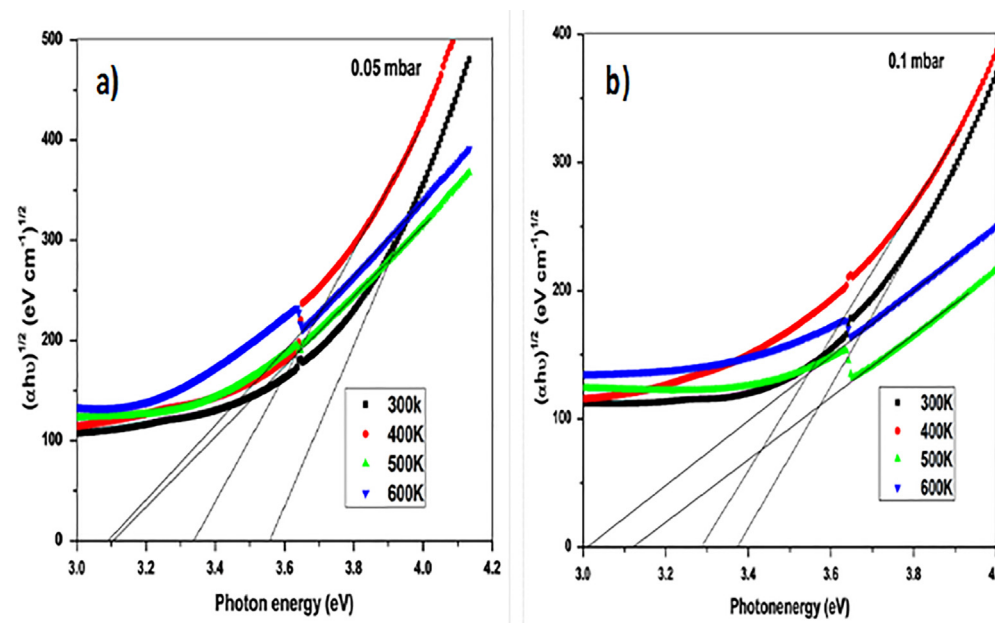 a)
0.05 mbar
500
400
300
200
100
0
(αhυ)^1/2 (eV cm^-1)^1/2
300k
400K
500K
600K
3.0 3.2 3.4 3.6 3.8 4.0 4.2
Photon energy (eV)
b)
0.1 mbar
400
300
200
100
0
(αhυ)^1/2 (eV cm^-1)^1/2
300K
400K
500K
600K
3.0 3.2 3.4 3.6 3.8 4.0
Photonenergy (eV)